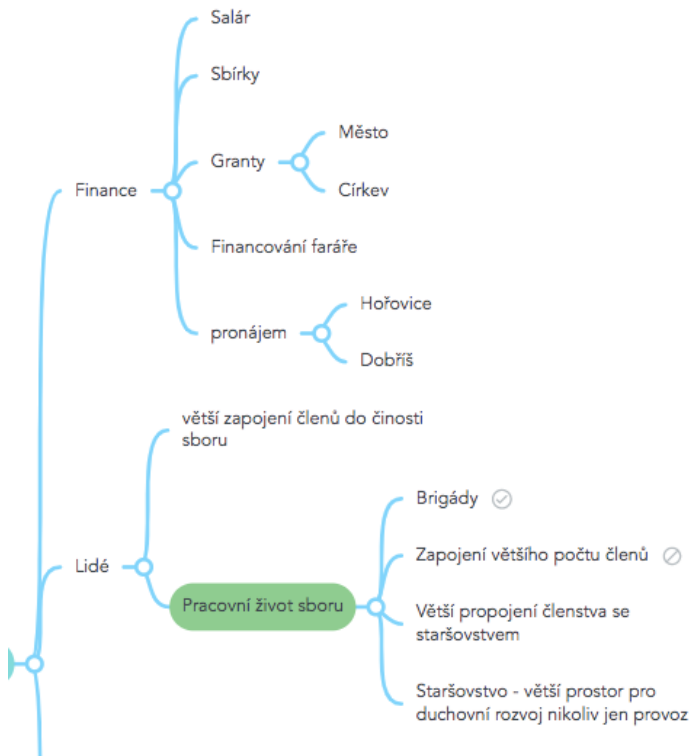 Salár
Sbírky
Granty
Město
Církev
Finance
Financování faráře
pronájem
Hořovice
Dobříš
větší zapojení členů do činosti
sboru
Lidé
Pracovní život sboru
Brigády
Zapojení většího počtu členů
Větší propojení členstva se
staršovstvem
Staršovstvo - větší prostor pro
duchovní rozvoj nikoliv jen provoz